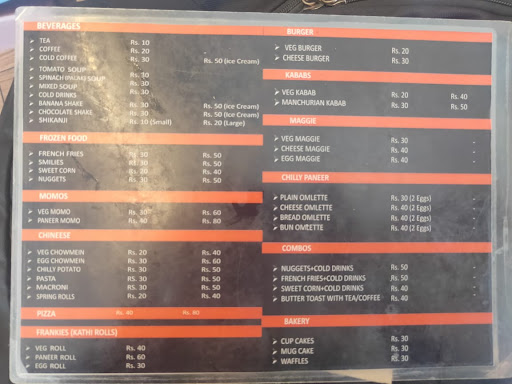 BEVERAGES
TEA Rs. 10
COFFEE Rs. 20
COLD COFFEE Rs. 30 Rs. 50 (Ice Cream)
TOMATO SOUP
SPINACH (PALAK) SOUP Rs. 30
MIXED SOUP Rs. 30
COLD DRINKS Rs. 30
BANANA SHAKE Rs. 30 Rs. 50 (Ice Cream)
CHOCOLATE SHAKE Rs. 30 Rs. 50 (Ice Cream)
SHIKANJI Rs. 10 (Small) Rs. 20 (Large)
FROZEN FOOD
FRENCH FRIES Rs. 30 Rs. 50
SMILIES Rs. 30 Rs. 50
SWEET CORN Rs. 40
NUGGETS Rs. 30 Rs. 50
MOMOS
VEG MOMO Rs. 60
PANEER MOMO Rs. 80
CHINEESE
VEG CHOWMEIN Rs. 20 Rs. 40
EGG CHOWMEIN Rs. 30 Rs. 60
CHILLY POTATO Rs. 30 Rs. 50
PASTA Rs. 30 Rs. 50
MACRONI Rs. 30 Rs. 50
SPRING ROLLS Rs. 20 Rs. 40
PIZZA Rs. 40 Rs. 80
FRANKIES (KATHI ROLLS)
VEG ROLL Rs. 40
PANEER ROLL Rs. 60
EGG ROLL Rs. 30
BURGER
VEG BURGER Rs. 20
CHEESE BURGER Rs. 30
KABABS
VEG KABAB Rs. 20 Rs. 40
MANCHURIAN KABAB Rs. 30 Rs. 50
MAGGIE
VEG MAGGIE Rs. 30 -
CHEESE MAGGIE Rs. 40 -
EGG MAGGIE Rs. 40 -
CHILLY PANEER
PLAIN OMLETTE Rs. 30 (2 Eggs) -
CHEESE OMLETTE Rs. 40 (2 Eggs) -
BREAD OMLETTE Rs. 40 (2 Eggs) -
BUN OMLETTE Rs. 40 (2 Eggs) -
COMBOS
NUGGETS+COLD DRINKS Rs. 50 -
FRENCH FRIES+COLD DRINKS Rs. 50 -
SWEET CORN+COLD DRINKS Rs. 40 -
BUTTER TOAST WITH TEA/COFFEE Rs. 40 -
BAKERY
CUP CAKES Rs. 30 -
MUG CAKE Rs. 30 -
WAFFLES Rs. 30 -